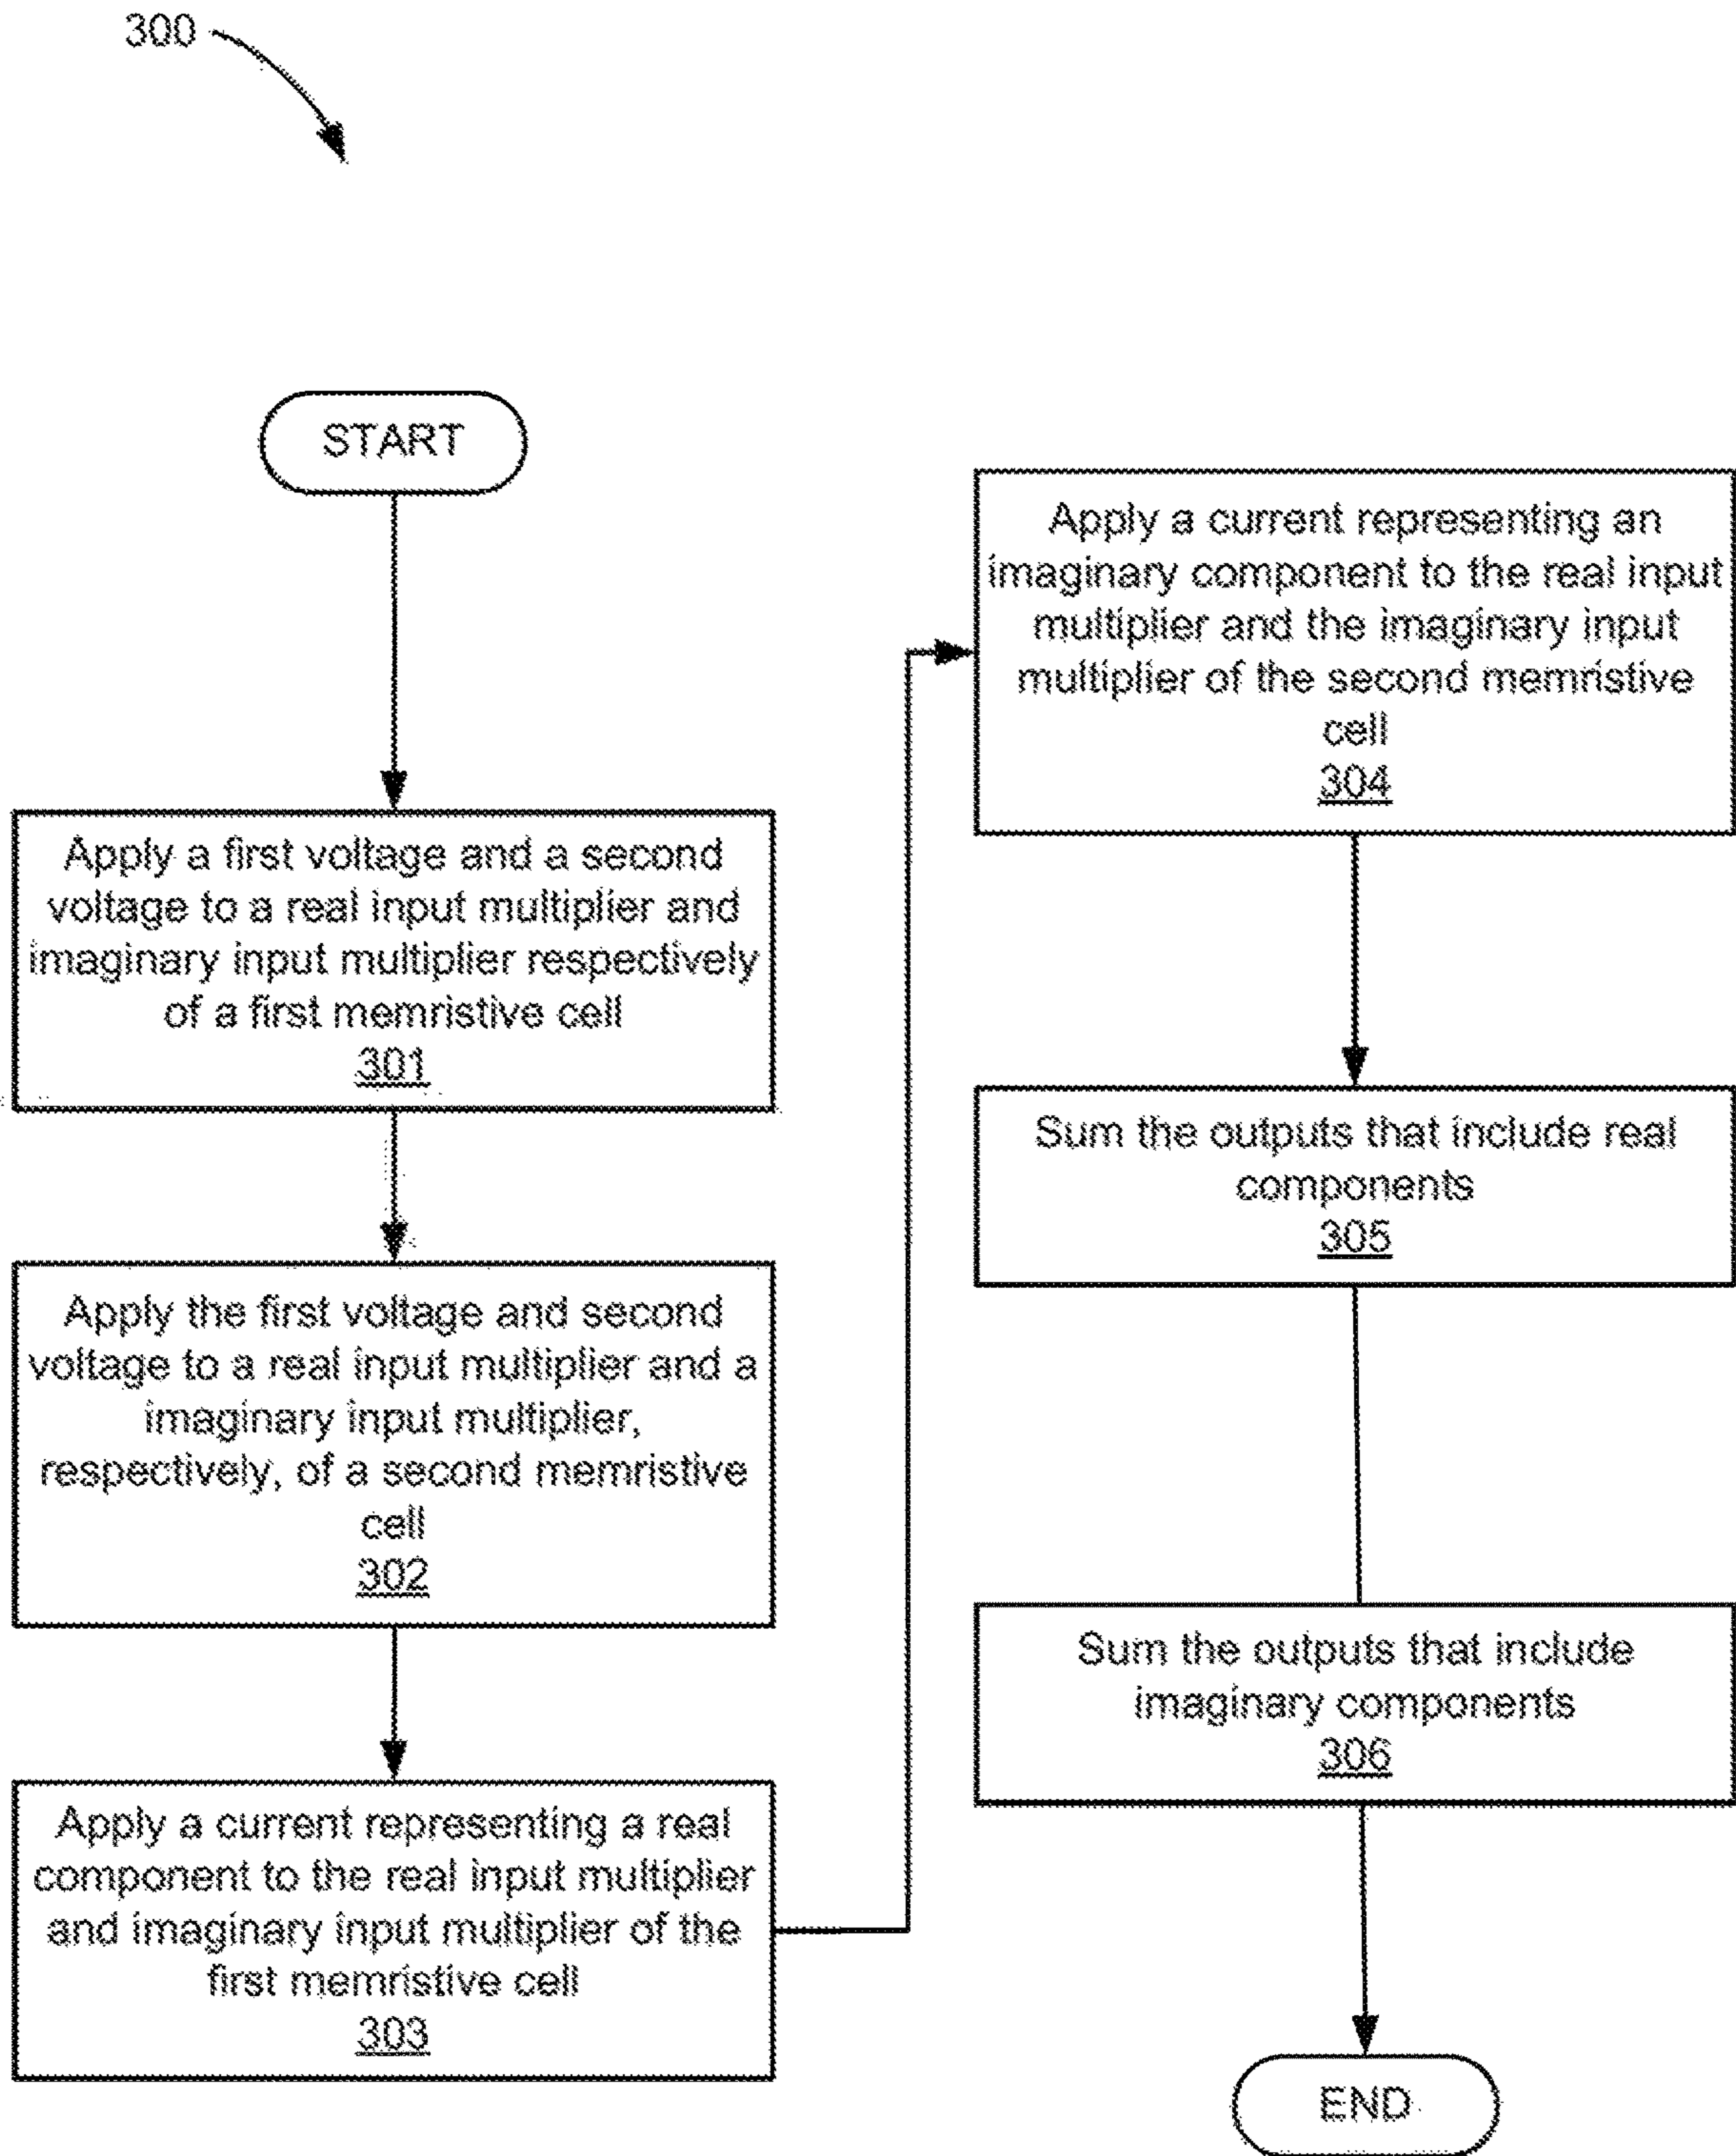 300
START
Apply a first voltage and a second
voltage to a real input multiplier and
imaginary input multiplier respectively
of a first memristive cell
301
Apply the first voltage and second
voltage to a real input multiplier and a
imaginary input multiplier,
respectively, of a second memristive
cell
302
Apply a current representing a real
component to the real input multiplier
and imaginary input multiplier of the
first memristive cell
303
Apply a current representing an
imaginary component to the real input
multiplier and the imaginary input
multiplier of the second memristive
cell
304
Sum the outputs that include real
components
305
Sum the outputs that include
imaginary components
306
END